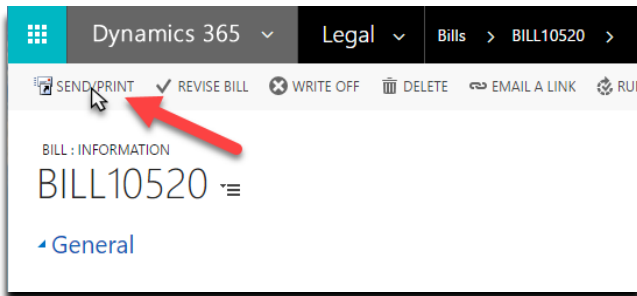 Dynamics 365 Legal Bills > BILL10520 >
SEND/PRINT REVISE BILL WRITE OFF DELETE EMAIL A LINK
BILL : INFORMATION
BILL10520
General